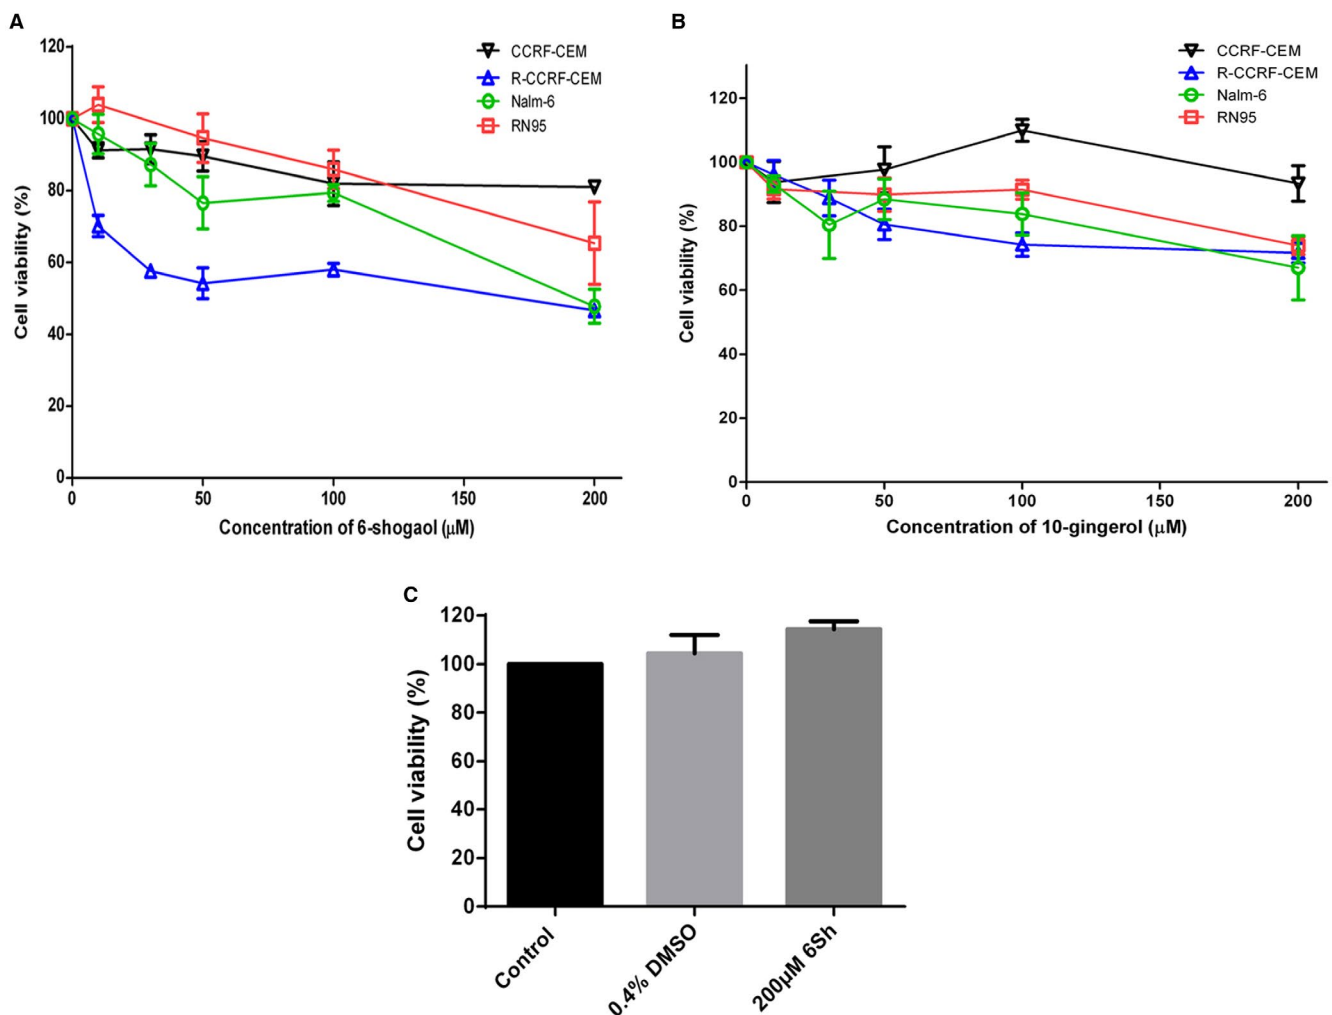 A
120
100
80
60
40
20
0
0 50 100 150 200
Cell viability (%)
Concentration of 6-shogaol (µM)
CCRF-CEM
R-CCRF-CEM
Nalm-6
RN95
B
120
100
80
60
40
20
0
0 50 100 150 200
Cell viability (%)
Concentration of 10-gingerol (µM)
CCRF-CEM
R-CCRF-CEM
Nalm-6
RN95
C
120
100
80
60
40
20
0
Cell viability (%)
Control
0.4% DMSO
200µM 6Sh